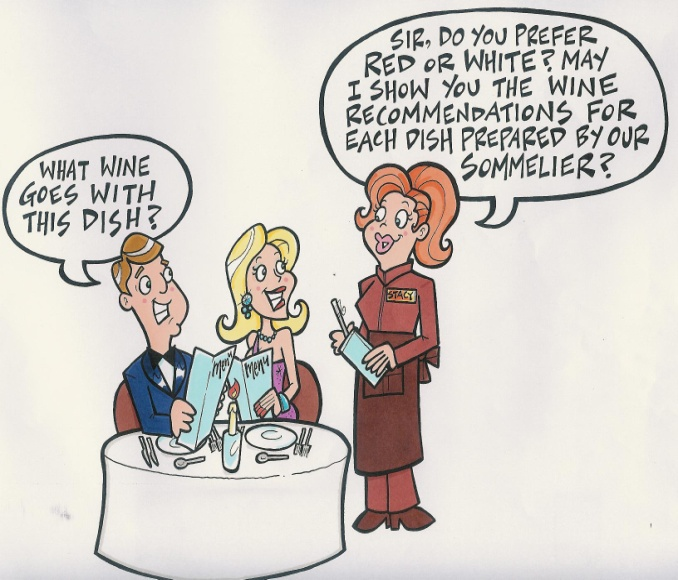 SIR, DO YOU PREFER
RED OR WHITE? MAY
I SHOW YOU THE WINE
RECOMMENDATIONS FOR
EACH DISH PREPARED BY OUR
SOMMELIER?
WHAT WINE
GOES WITH
THIS DISH?
STACY
Menu
Menu